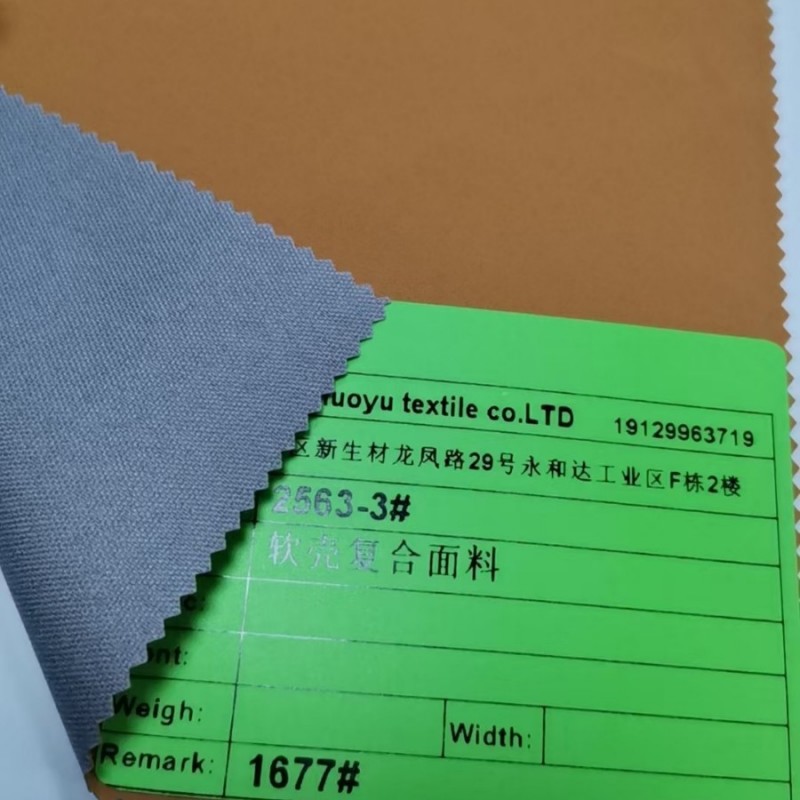 uoyu textile co.LTD 19129963719
区新生材龙凤路29号永和达工业区F栋2楼
2563-3#
软壳复合面料
c:
nt:
Weigh: Width:
Remark: 1677#